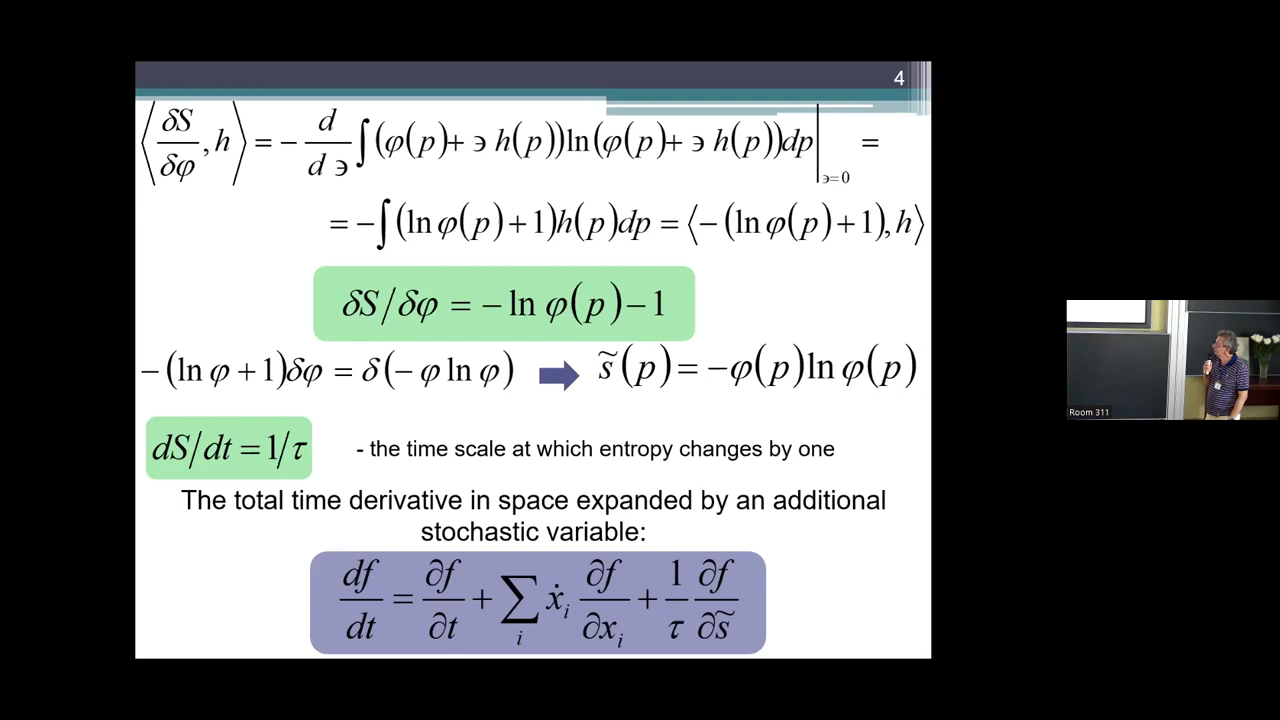 4
⟨δS/δφ, h⟩ = − d/d϶ ∫(φ(p)+ ϶ h(p))ln(φ(p)+ ϶ h(p))dp |϶=0 =
= −∫(ln φ(p)+1)h(p)dp = ⟨−(ln φ(p)+1), h⟩
δS/δφ = − ln φ(p) − 1
−(ln φ + 1)δφ = δ(− φ ln φ) s̃(p) = −φ(p)ln φ(p)
dS/dt = 1/τ - the time scale at which entropy changes by one
The total time derivative in space expanded by an additional
stochastic variable:
df/dt = ∂f/∂t + ∑i ẋi ∂f/∂xi + 1/τ ∂f/∂s̃
Room 311